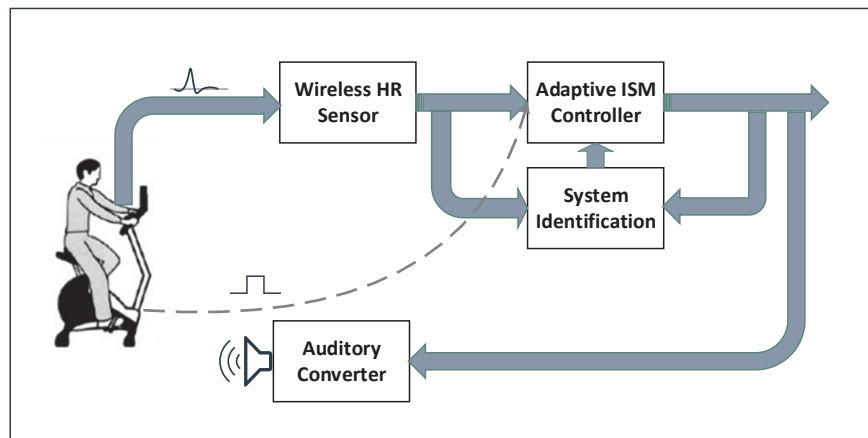 Wireless HR
Sensor
Adaptive ISM
Controller
System
Identification
Auditory
Converter